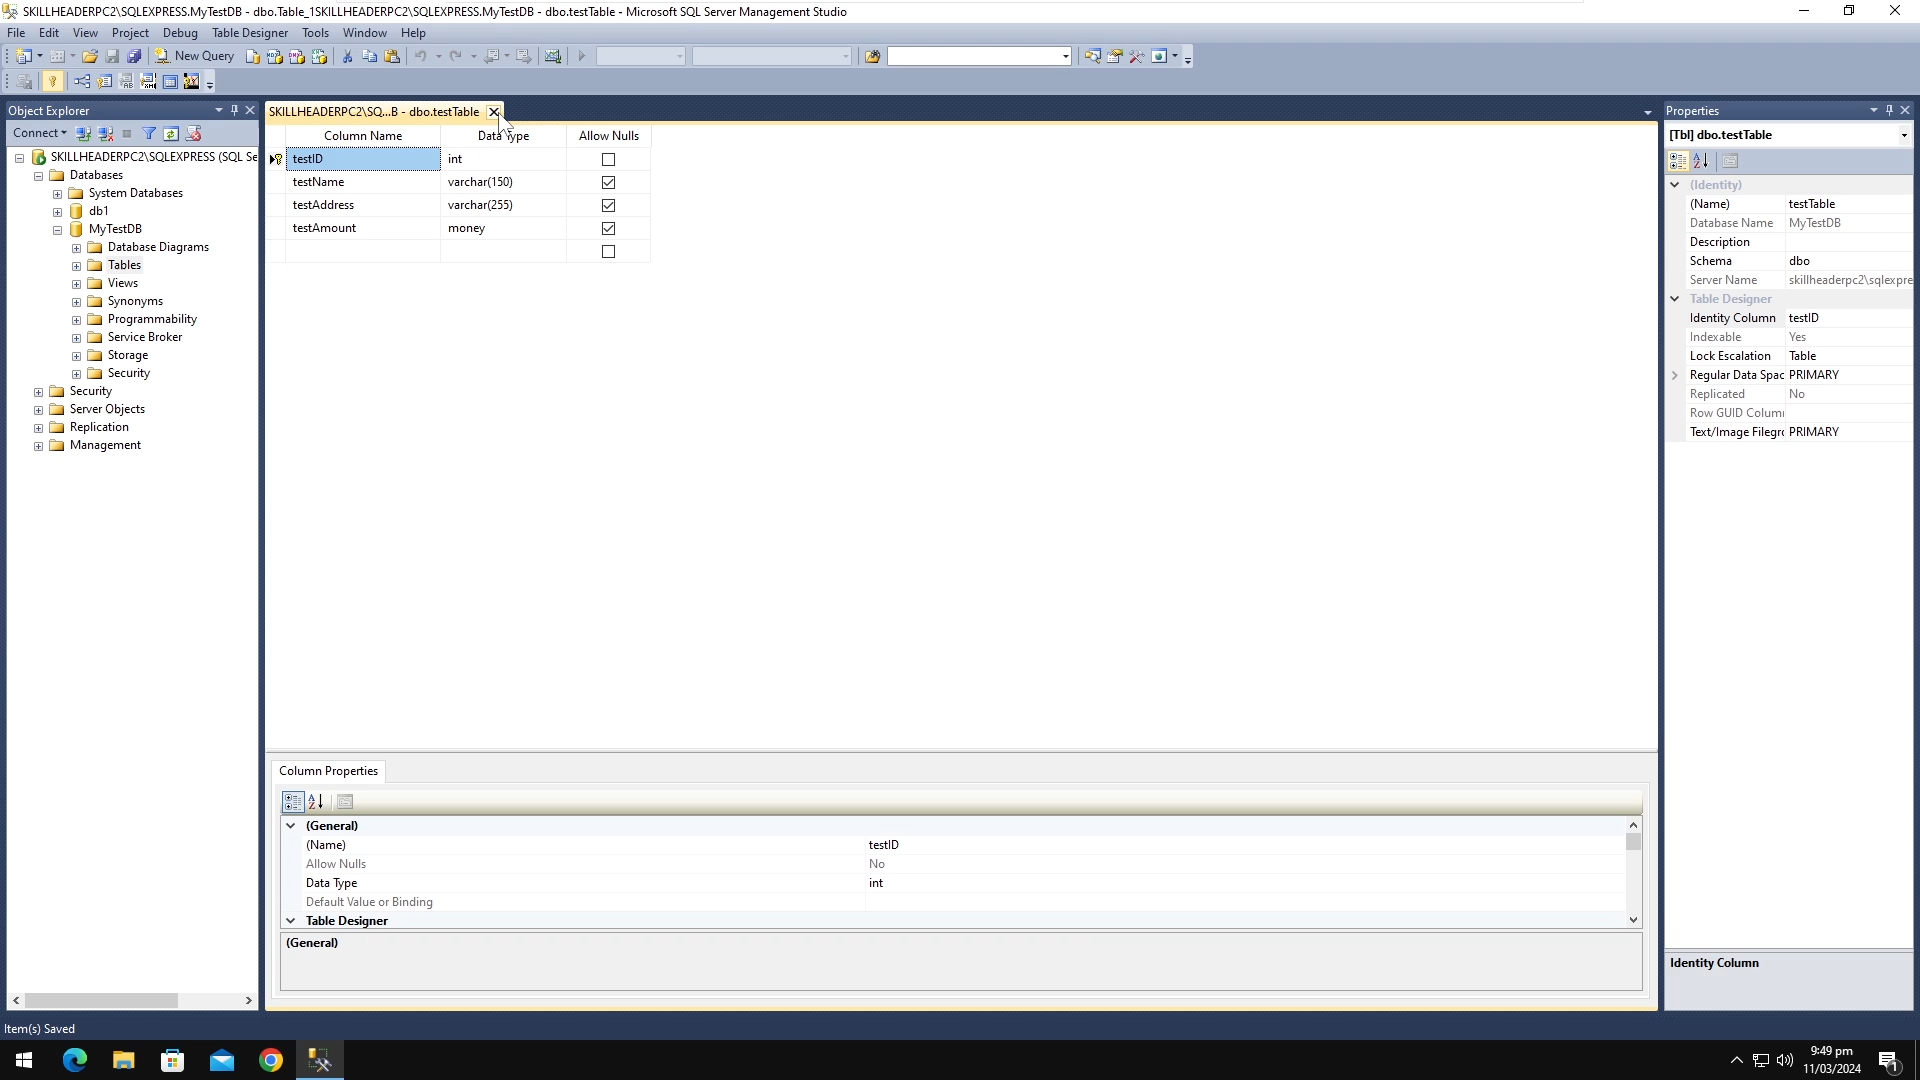 SKILLHEADERPC2\SQLEXPRESS.MyTestDB - dbo.Table_1SKILLHEADERPC2\SQLEXPRESS.MyTestDB - dbo.testTable - Microsoft SQL Server Management Studio
File Edit View Project Debug Table Designer Tools Window Help
New Query
Object Explorer
Connect
SKILLHEADERPC2\SQLEXPRESS (SQL Se
Databases
System Databases
db1
MyTestDB
Database Diagrams
Tables
Views
Synonyms
Programmability
Service Broker
Storage
Security
Security
Server Objects
Replication
Management
SKILLHEADERPC2\SQ...B - dbo.testTable
Column Name Data Type Allow Nulls
testID int
testName varchar(150)
testAddress varchar(255)
testAmount money
Column Properties
(General)
(Name) testID
Allow Nulls No
Data Type int
Default Value or Binding
Table Designer
(General)
Properties
[Tbl] dbo.testTable
(Identity)
(Name) testTable
Database Name MyTestDB
Description
Schema dbo
Server Name skillheaderpc2\sqlexpre
Table Designer
Identity Column testID
Indexable Yes
Lock Escalation Table
Regular Data Spac PRIMARY
Replicated No
Row GUID Colum
Text/Image Filegr PRIMARY
Identity Column
Item(s) Saved
9:49 pm
11/03/2024
1